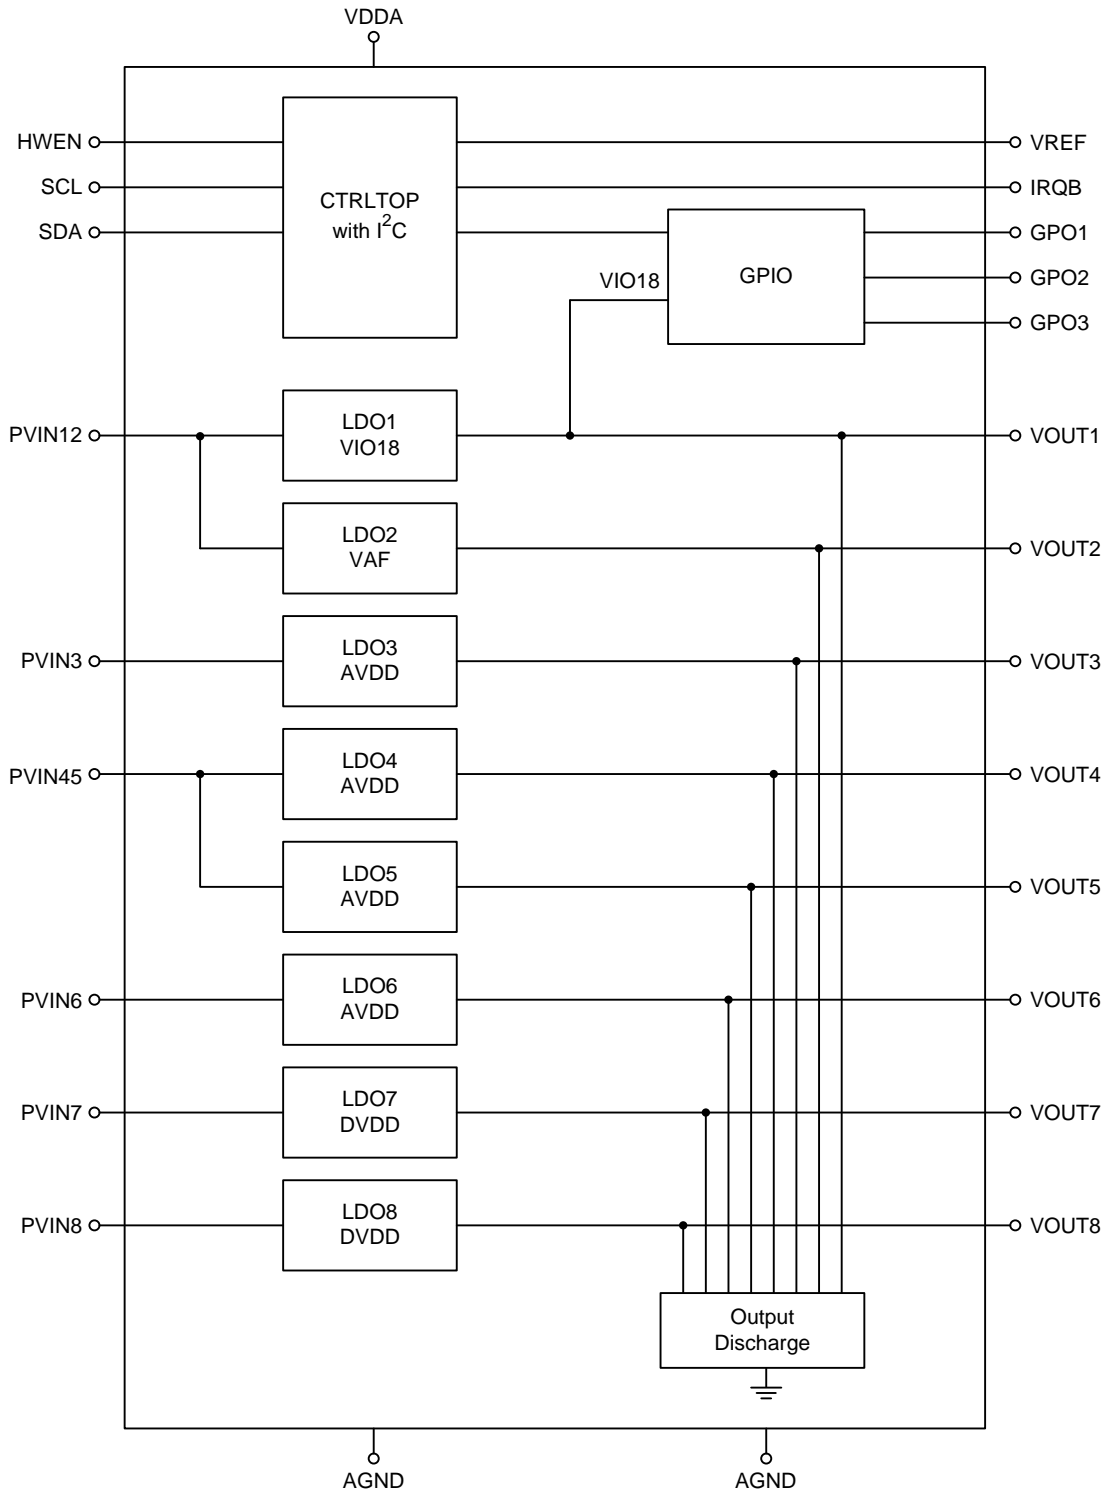 VDDA
HWEN
SCL
SDA
CTRLTOP
with I²C
VREF
IRQB
GPO1
GPO2
GPO3
VIO18
GPIO
PVIN12
LDO1
VIO18
VOUT1
LDO2
VAF
VOUT2
PVIN3
LDO3
AVDD
VOUT3
PVIN45
LDO4
AVDD
VOUT4
LDO5
AVDD
VOUT5
PVIN6
LDO6
AVDD
VOUT6
PVIN7
LDO7
DVDD
VOUT7
PVIN8
LDO8
DVDD
VOUT8
Output
Discharge
AGND
AGND